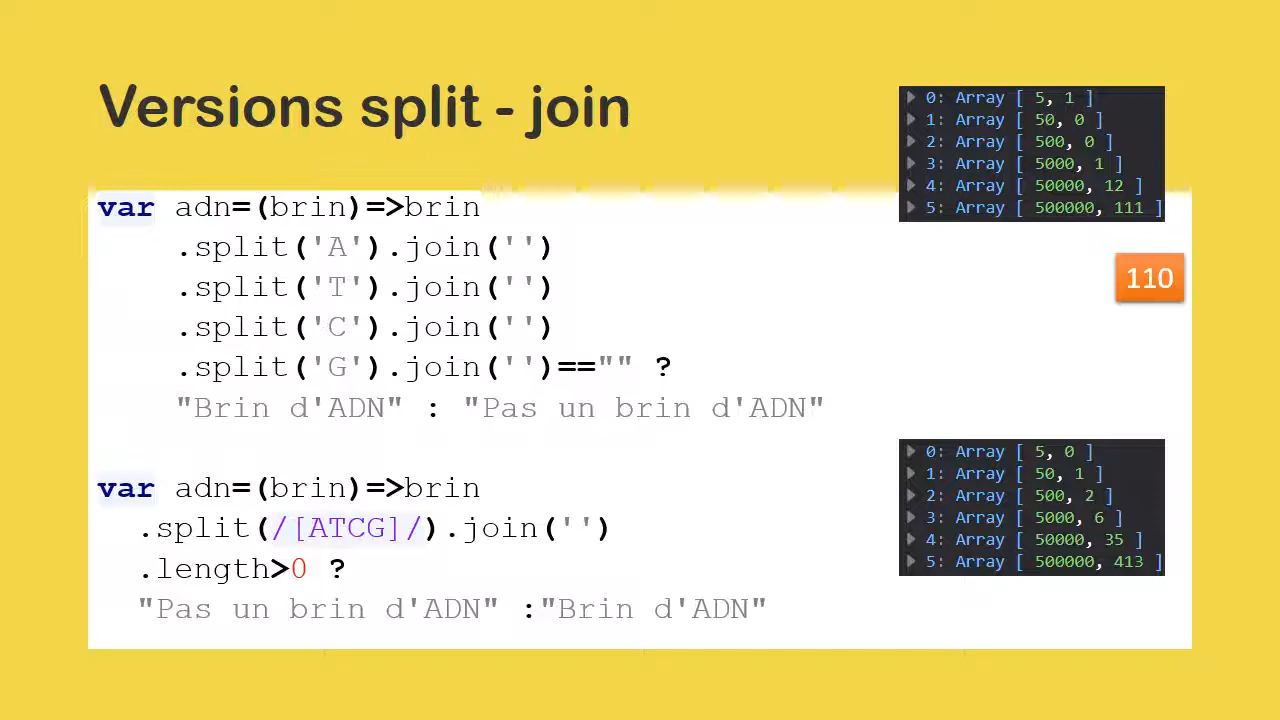 Versions split - join
0: Array [ 5, 1 ]
1: Array [ 50, 0 ]
2: Array [ 500, 0 ]
3: Array [ 5000, 1 ]
4: Array [ 50000, 12 ]
5: Array [ 500000, 111 ]
110
var adn=(brin)=>brin
.split('A').join('')
.split('T').join('')
.split('C').join('')
.split('G').join('')=="" ?
"Brin d'ADN" : "Pas un brin d'ADN"
var adn=(brin)=>brin
.split(/[ATCG]/).join('')
.length>0 ?
"Pas un brin d'ADN" :"Brin d'ADN"
0: Array [ 5, 0 ]
1: Array [ 50, 1 ]
2: Array [ 500, 2 ]
3: Array [ 5000, 6 ]
4: Array [ 50000, 35 ]
5: Array [ 500000, 413 ]